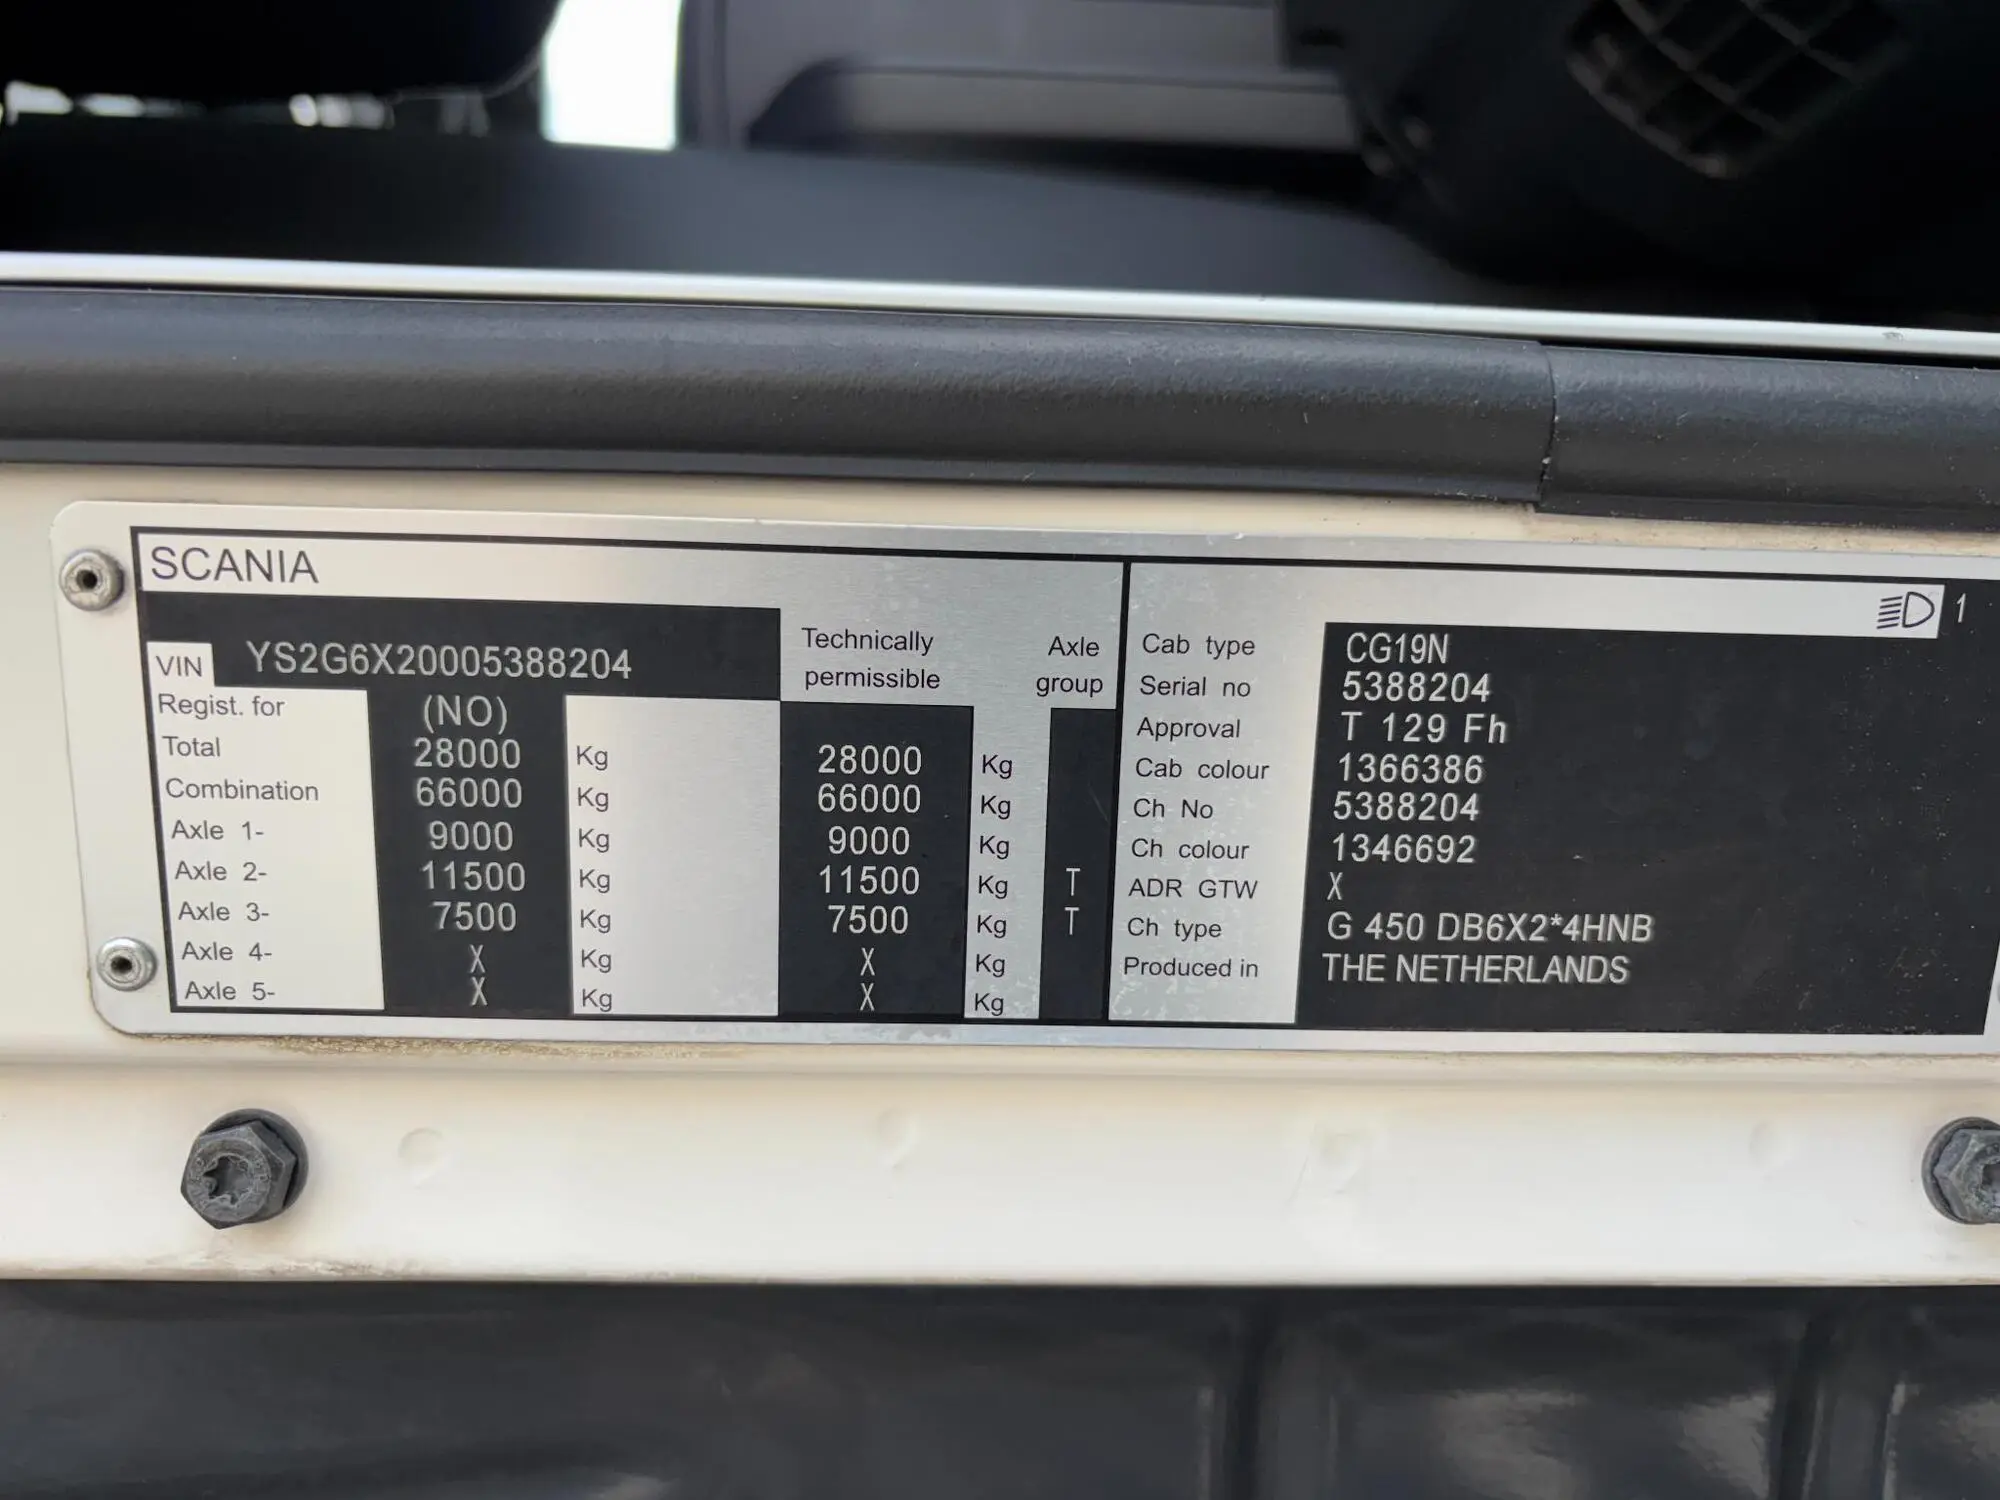 SCANIA
1
VIN YS2G6X20005388204
Technically permissible
Axle group
Regist. for (NO)
Total 28000 Kg 28000 Kg
Combination 66000 Kg 66000 Kg
Axle 1- 9000 Kg 9000 Kg
Axle 2- 11500 Kg 11500 Kg T
Axle 3- 7500 Kg 7500 Kg T
Axle 4- X Kg X Kg
Axle 5- X Kg X Kg
Cab type CG19N
Serial no 5388204
Approval T 129 Fh
Cab colour 1366386
Ch No 5388204
Ch colour 1346692
ADR GTW X
Ch type G 450 DB6X2*4HNB
Produced in THE NETHERLANDS